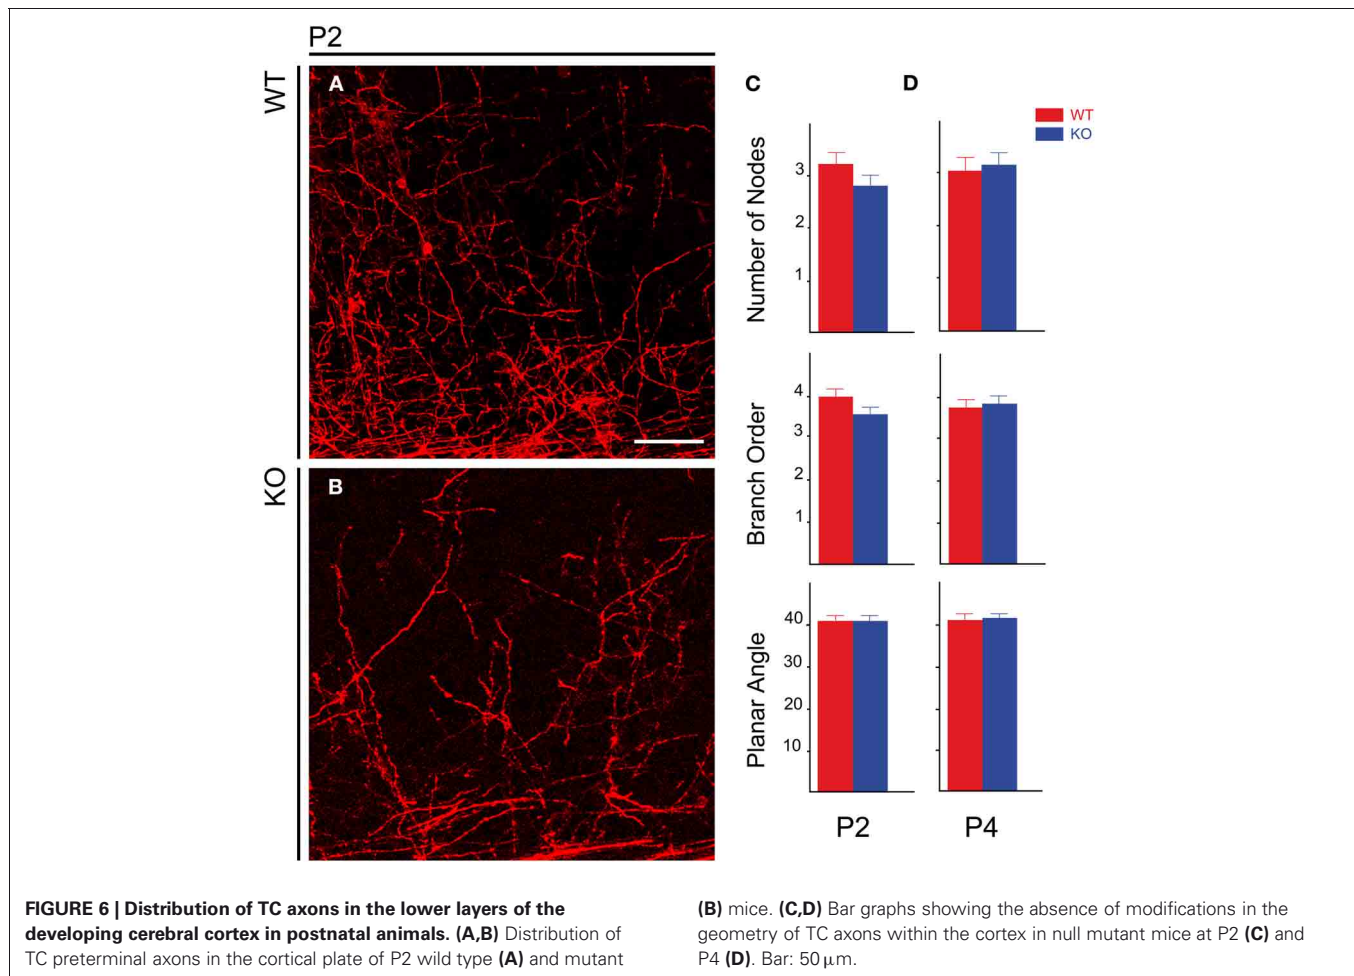 P2
WT
A
KO
B
C
D
WT
KO
Number of Nodes
3
2
1
Branch Order
4
3
2
1
Planar Angle
40
30
20
10
P2
P4
FIGURE 6 | Distribution of TC axons in the lower layers of the
developing cerebral cortex in postnatal animals. (A,B) Distribution of
TC preterminal axons in the cortical plate of P2 wild type (A) and mutant
(B) mice. (C,D) Bar graphs showing the absence of modifications in the
geometry of TC axons within the cortex in null mutant mice at P2 (C) and
P4 (D). Bar: 50 μm.